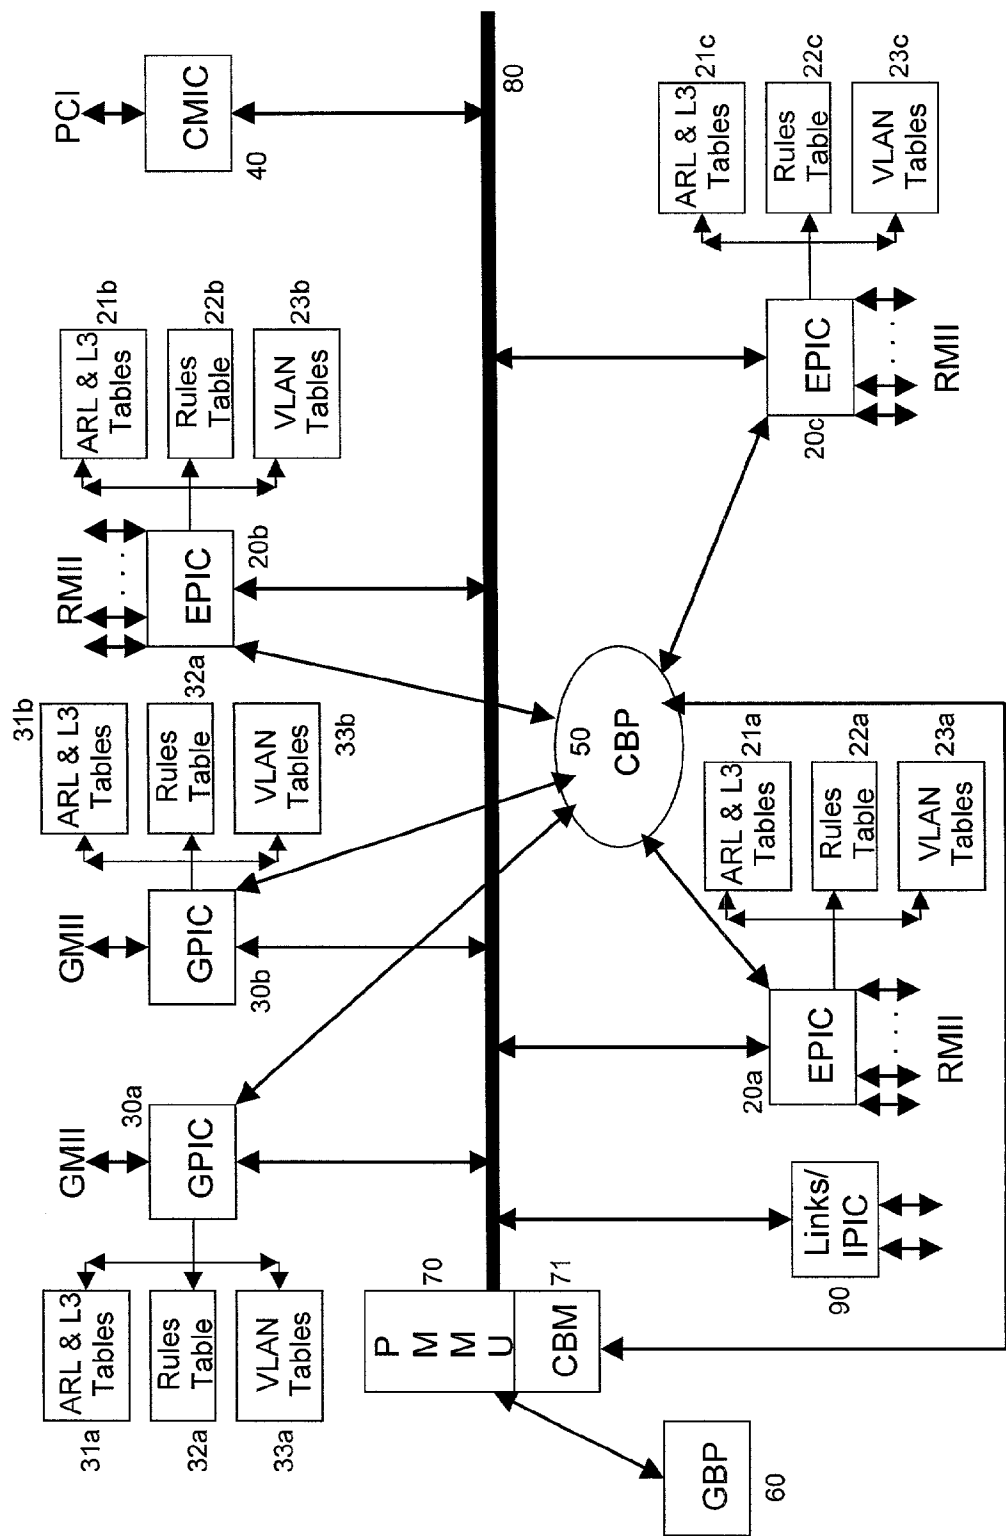 31a
ARL & L3
Tables
32a
Rules
Table
33a
VLAN
Tables
GMII
30a
GPIC
GMII
GPIC
30b
31b
ARL & L3
Tables
32a
Rules
Table
33b
VLAN
Tables
RMII
. . . .
EPIC
20b
ARL & L3
Tables
21b
Rules
Table
22b
VLAN
Tables
23b
PCI
CMIC
40
80
P
M
M
U
70
CBM
71
GBP
60
Links/
IPIC
90
50
CBP
20a
EPIC
. . . .
RMII
ARL & L3
Tables
21a
Rules
Table
22a
VLAN
Tables
23a
20c
EPIC
. . . .
RMII
ARL & L3
Tables
21c
Rules
Table
22c
VLAN
Tables
23c